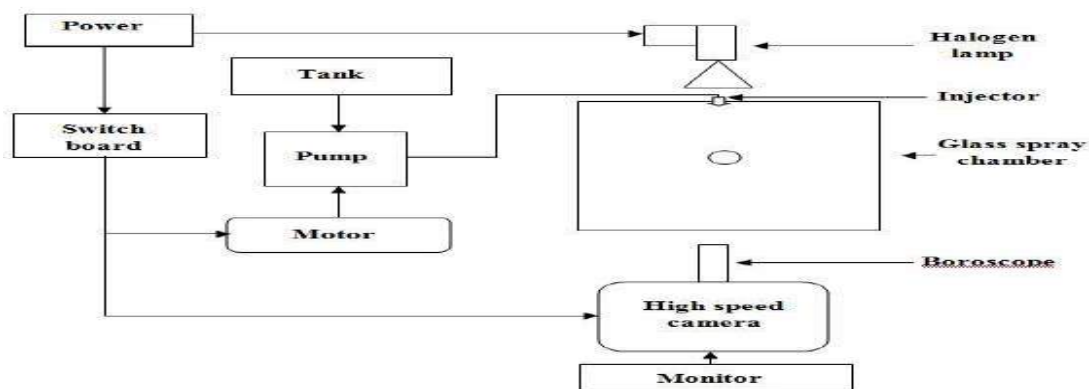 Power
Halogen
lamp
Tank
Injector
Switch
board
Pump
Glass spray
chamber
Motor
Boroscope
High speed
camera
Monitor